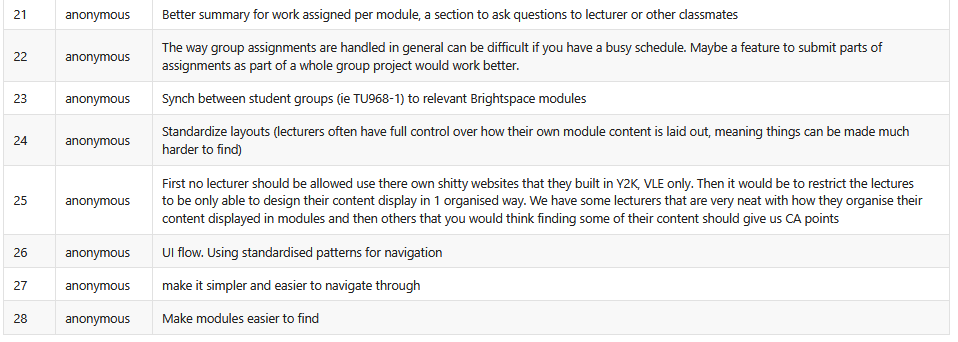 21 anonymous Better summary for work assigned per module, a section to ask questions to lecturer or other classmates
22 anonymous The way group assignments are handled in general can be difficult if you have a busy schedule. Maybe a feature to submit parts of
assignments as part of a whole group project would work better.
23 anonymous Synch between student groups (ie TU968-1) to relevant Brightspace modules
24 anonymous Standardize layouts (lecturers often have full control over how their own module content is laid out, meaning things can be made much
harder to find)
25 anonymous First no lecturer should be allowed use there own shitty websites that they built in Y2K, VLE only. Then it would be to restrict the lectures
to be only able to design their content display in 1 organised way. We have some lecturers that are very neat with how they organise their
content displayed in modules and then others that you would think finding some of their content should give us CA points
26 anonymous UI flow. Using standardised patterns for navigation
27 anonymous make it simpler and easier to navigate through
28 anonymous Make modules easier to find